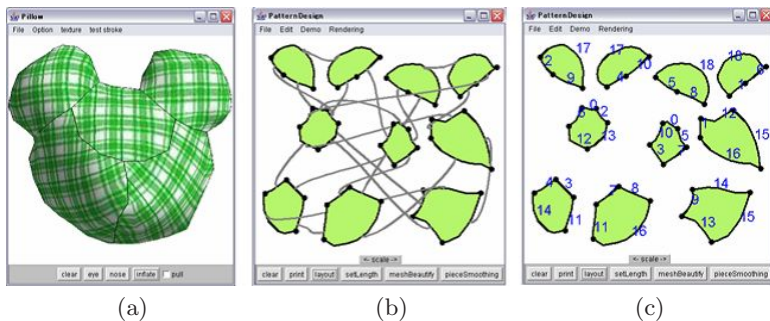 Pillow
File Option texture test stroke
clear eye nose inflate pull
(a)
PatternDesign
File Edit Demo Rendering
<- scale ->
clear print layout setLength meshBeautify pieceSmoothing
(b)
PatternDesign
File Edit Demo Rendering
17 17 18 18
2 9 4 10 5 8 1 6
0 6 2 12 13
0 10 5 3 7
1 12 15 16
4 3 14 11
7 8 11 16
14 9 13 15
<- scale ->
clear print layout setLength meshBeautify pieceSmoothing
(c)